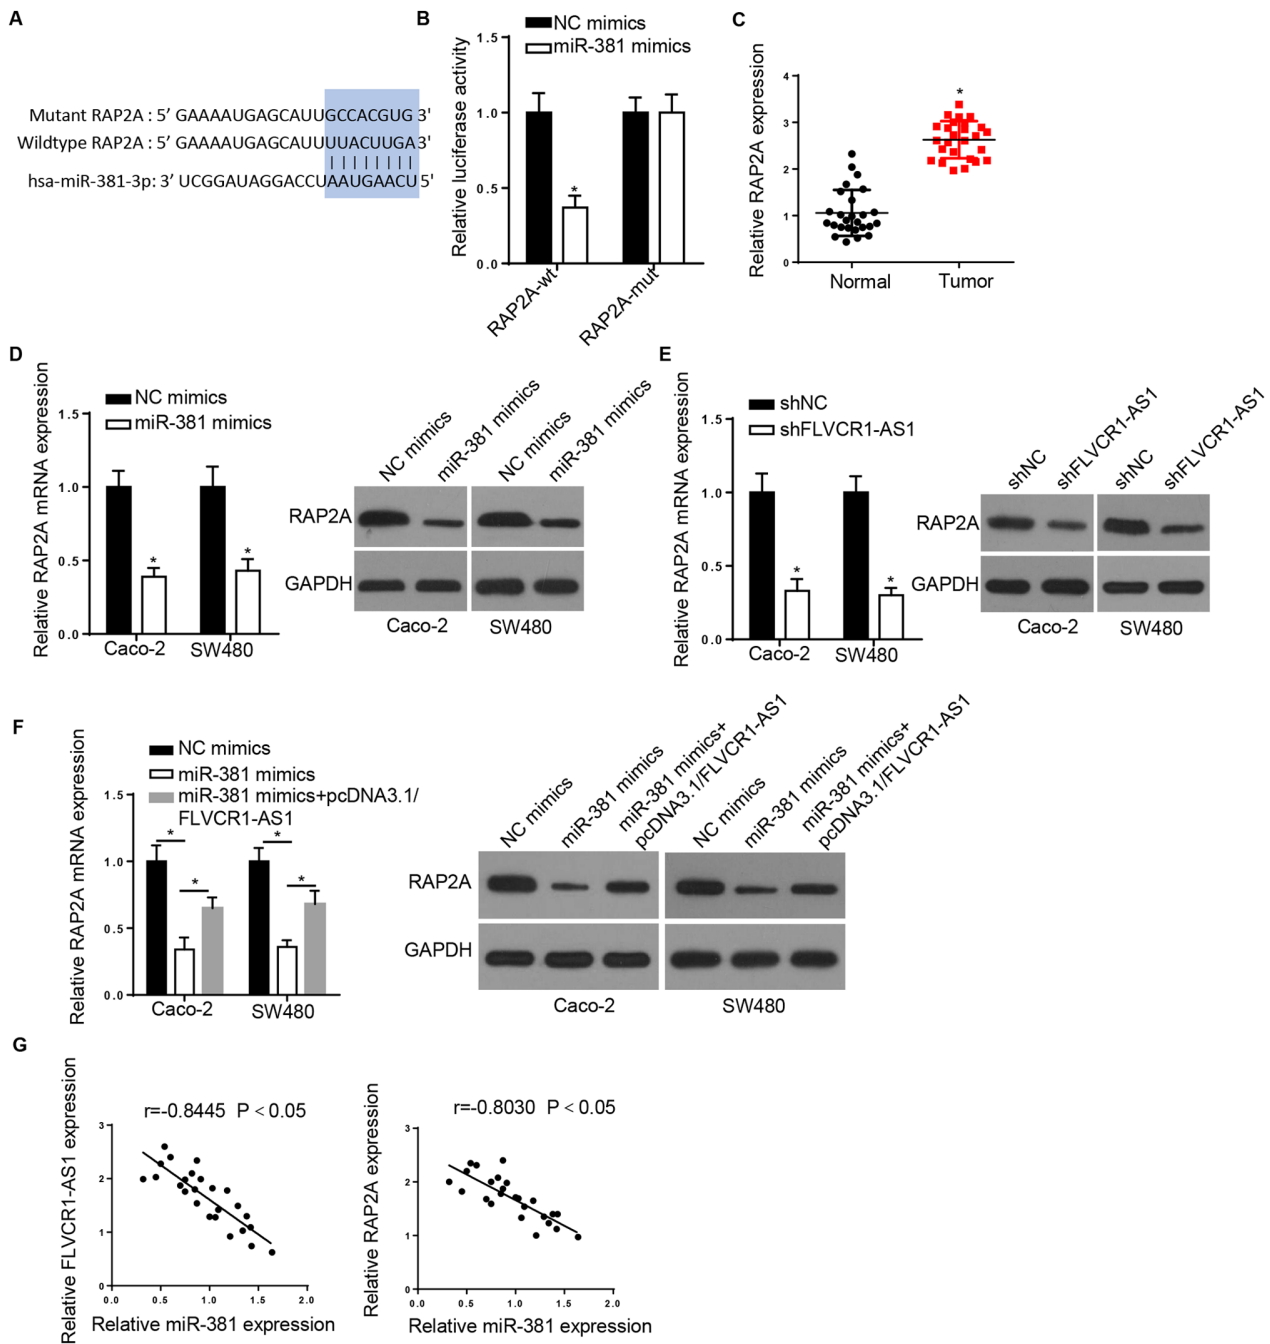 A
Mutant RAP2A : 5′ GAAAAUGAGCAUUGCCACGUG 3'
Wildtype RAP2A : 5′ GAAAAUGAGCAUUUUACUUGA3'
hsa-miR-381-3p: 3′ UCGGAUAGGACCUAAUGAACU 5'
B
NC mimics
miR-381 mimics
Relative luciferase activity
1.5
1.0
0.5
0.0
*
RAP2A-wt
RAP2A-mut
C
Relative RAP2A expression
4
3
2
1
0
*
Normal
Tumor
D
NC mimics
miR-381 mimics
Relative RAP2A mRNA expression
1.5
1.0
0.5
0.0
*
*
Caco-2
SW480
NC mimics
miR-381 mimics
NC mimics
miR-381 mimics
RAP2A
GAPDH
Caco-2
SW480
E
shNC
shFLVCR1-AS1
Relative RAP2A mRNA expression
1.5
1.0
0.5
0.0
*
*
Caco-2
SW480
shNC
shFLVCR1-AS1
shNC
shFLVCR1-AS1
RAP2A
GAPDH
Caco-2
SW480
F
NC mimics
miR-381 mimics
miR-381 mimics+pcDNA3.1/
FLVCR1-AS1
Relative RAP2A mRNA expression
1.5
1.0
0.5
0.0
*
*
*
*
Caco-2
SW480
NC mimics
miR-381 mimics
miR-381 mimics+
pcDNA3.1/FLVCR1-AS1
NC mimics
miR-381 mimics
miR-381 mimics+
pcDNA3.1/FLVCR1-AS1
RAP2A
GAPDH
Caco-2
SW480
G
r=-0.8445 P < 0.05
Relative FLVCR1-AS1 expression
3
2
1
0
0.0 0.5 1.0 1.5 2.0
Relative miR-381 expression
r=-0.8030 P < 0.05
Relative RAP2A expression
3
2
1
0
0.0 0.5 1.0 1.5 2.0
Relative miR-381 expression